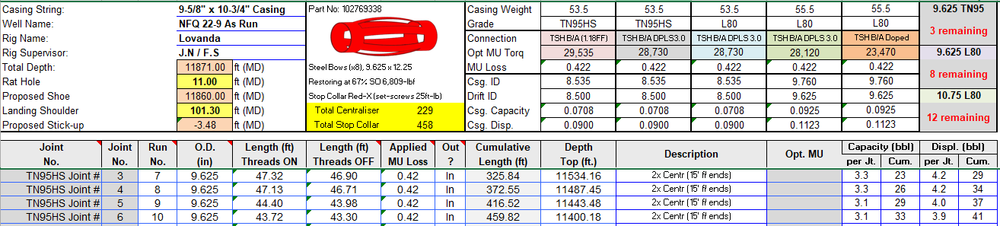 Casing String: 9-5/8" x 10-3/4" Casing Part No: 102769338 Casing Weight 53.5 53.5 53.5 55.5 55.5 9.625 TN95
Well Name: NFQ 22-9 As Run Grade TN95HS TN95HS L80 L80 L80 3 remaining
Rig Name: Lovanda Connection TSH B/A (1.18FF) TSH B/A DPLS3.0 TSH B/A DPLS 3.0 TSH B/A DPLS 3.0 TSH B/A Doped
Rig Supervisor: J.N / F.S Opt MU Torq 29,535 28,730 28,730 28,120 23,470 9.625 L80
Total Depth: 11871.00 ft (MD) Steel Bows (x8), 9.625 x 12.25 MU Loss 0.422 0.422 0.422 0.422 0.422
Rat Hole 11.00 ft (MD) Restoring at 67% SO 6,809-lbf Csg. ID 8.535 8.535 8.535 9.760 9.760 8 remaining
Proposed Shoe 11860.00 ft (MD) Stop Collar Red-X (set-screws 25ft-lb) Drift ID 8.500 8.500 8.500 9.625 9.625 10.75 L80
Landing Shoulder 101.30 ft (MD) Total Centraliser 229 Csg. Capacity 0.0708 0.0708 0.0708 0.0925 0.0925
Proposed Stick-up -3.48 ft (MD) Total Stop Collar 458 Csg. Disp. 0.0900 0.0900 0.0900 0.1123 0.1123 12 remaining
Joint Joint Run O.D. Length (ft) Length (ft) Applied Out Cumulative Depth Description Opt. MU Capacity (bbl) Displ. (bbl)
No. No. No. (in) Threads ON Threads OFF MU Loss ? Length (ft) Top (ft.) per Jt. Cum. per Jt. Cum.
TN95HS Joint # 3 7 9.625 47.32 46.90 0.42 In 325.84 11534.16 2x Centr (15' f/ ends) 3.3 23 4.2 29
TN95HS Joint # 4 8 9.625 47.13 46.71 0.42 In 372.55 11487.45 2x Centr (15' f/ ends) 3.3 26 4.2 34
TN95HS Joint # 5 9 9.625 44.40 43.98 0.42 In 416.52 11443.48 2x Centr (15' f/ ends) 3.1 29 4.0 37
TN95HS Joint # 6 10 9.625 43.72 43.30 0.42 In 459.82 11400.18 2x Centr (15' f/ ends) 3.1 33 3.9 41